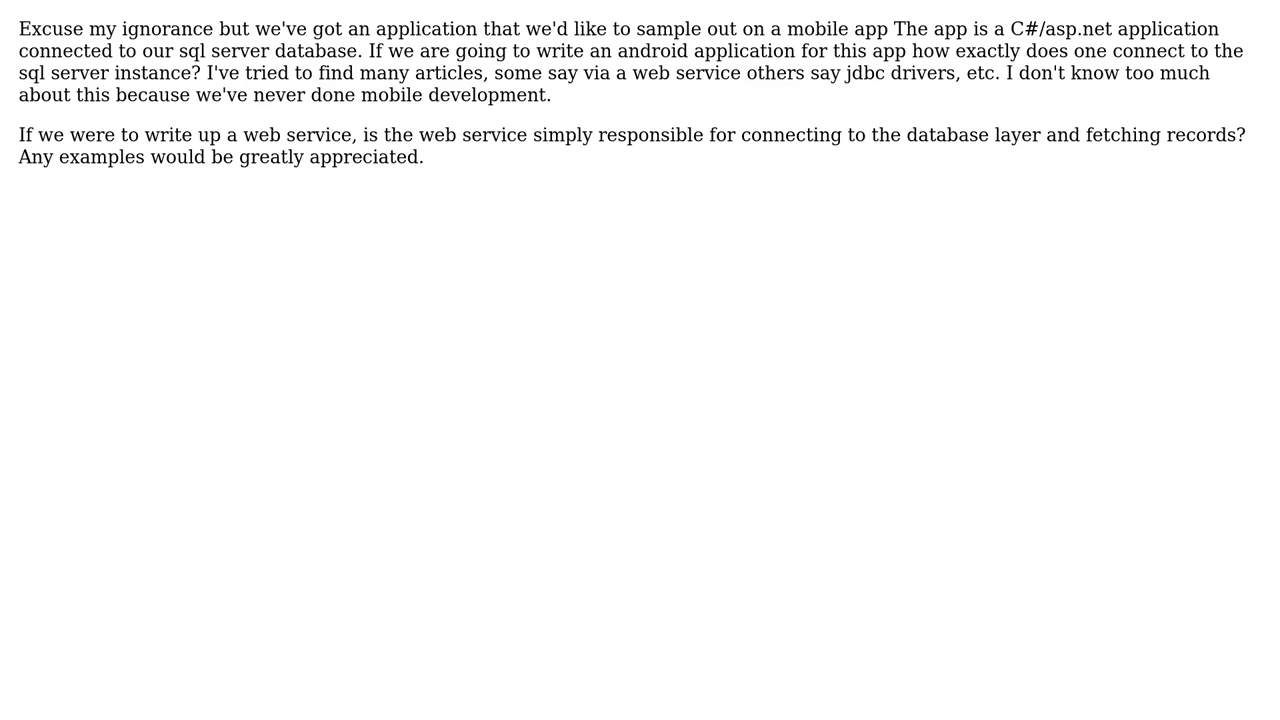 Excuse my ignorance but we've got an application that we'd like to sample out on a mobile app The app is a C#/asp.net application
connected to our sql server database. If we are going to write an android application for this app how exactly does one connect to the
sql server instance? I've tried to find many articles, some say via a web service others say jdbc drivers, etc. I don't know too much
about this because we've never done mobile development.
If we were to write up a web service, is the web service simply responsible for connecting to the database layer and fetching records?
Any examples would be greatly appreciated.